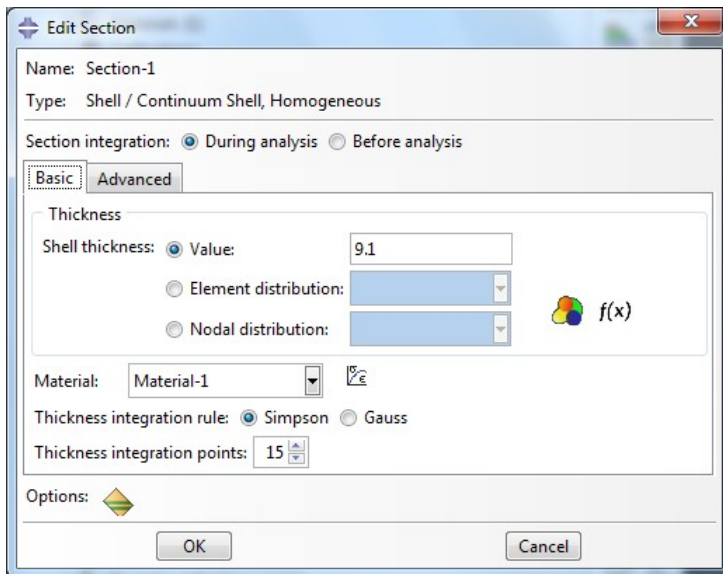 Edit Section
Name: Section-1
Type: Shell / Continuum Shell, Homogeneous
Section integration: During analysis Before analysis
Basic Advanced
Thickness
Shell thickness: Value: 9.1
Element distribution:
f(x)
Nodal distribution:
Material: Material-1 σ ε
Thickness integration rule: Simpson Gauss
Thickness integration points: 15
Options:
OK Cancel